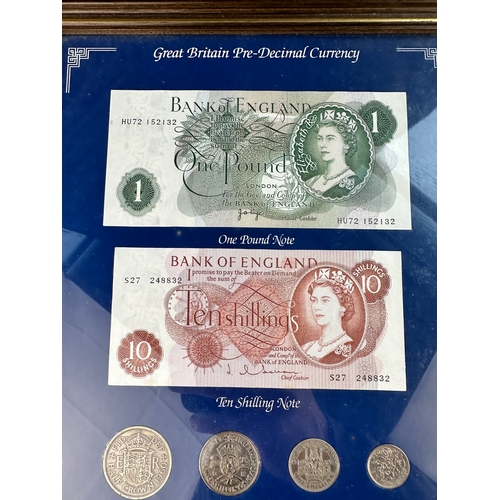 Great Britain Pre-Decimal Currency
BANK OF ENGLAND
HU72 152132
1
Elizabeth R
One Pound
LONDON
For the Gov. and Comp. of
The BANK of ENGLAND
1
Chief Cashier
HU72 152132
One Pound Note
BANK OF ENGLAND
S27 248832
I promise to pay the Bearer on Demand
the sum of
SHILLINGS
10
Ten shillings
LONDON
and Comp. of the
BANK OF ENGLAND
10
SHILLINGS
Chief Cashier
S27 248832
Ten Shilling Note